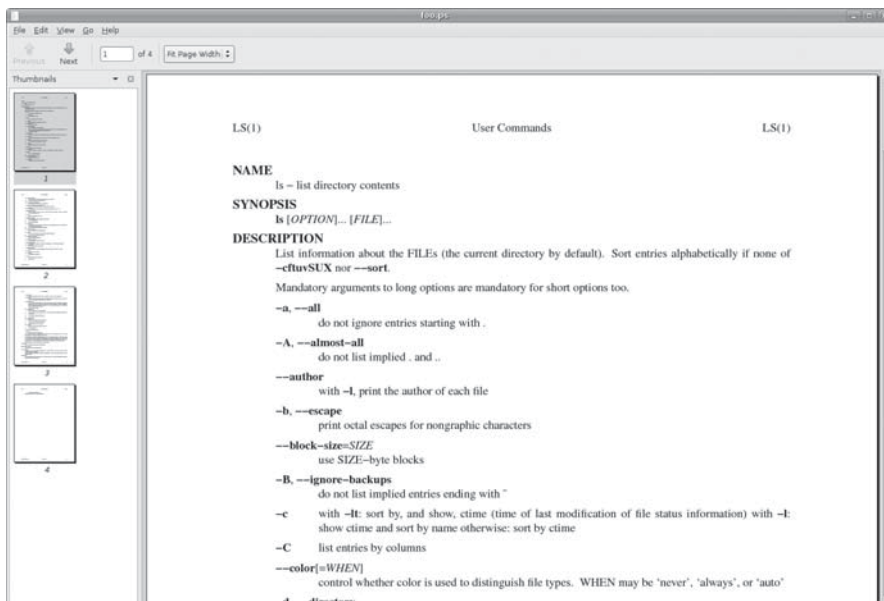 foo.ps
File Edit View Go Help
Previous Next 1 of 4 Fit Page Width
Thumbnails
1
2
3
4
LS(1) User Commands LS(1)
NAME
ls − list directory contents
SYNOPSIS
ls [OPTION]... [FILE]...
DESCRIPTION
List information about the FILEs (the current directory by default). Sort entries alphabetically if none of
−cftuvSUX nor −−sort.
Mandatory arguments to long options are mandatory for short options too.
−a, −−all
do not ignore entries starting with .
−A, −−almost−all
do not list implied . and ..
−−author
with −l, print the author of each file
−b, −−escape
print octal escapes for nongraphic characters
−−block−size=SIZE
use SIZE−byte blocks
−B, −−ignore−backups
do not list implied entries ending with ~
−c with −lt: sort by, and show, ctime (time of last modification of file status information) with −l:
show ctime and sort by name otherwise: sort by ctime
−C list entries by columns
−−color[=WHEN]
control whether color is used to distinguish file types. WHEN may be ‘never’, ‘always’, or ‘auto’
−d, −−directory